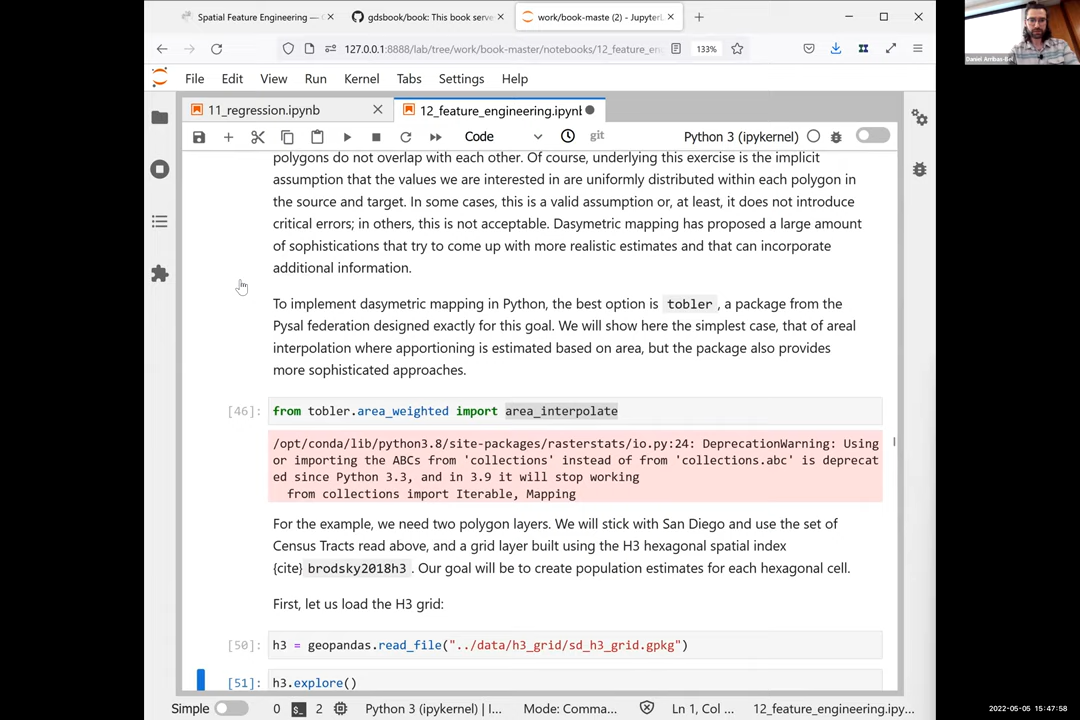 Spatial Feature Engineering —
gdsbook/book: This book serve
work/book-maste (2) - Jupyter
127.0.0.1:8888/lab/tree/work/book-master/notebooks/12_feature_en
133%
Daniel Arribas-Bel
File Edit View Run Kernel Tabs Settings Help
11_regression.ipynb
12_feature_engineering.ipynb
Code
git
Python 3 (ipykernel)
polygons do not overlap with each other. Of course, underlying this exercise is the implicit
assumption that the values we are interested in are uniformly distributed within each polygon in
the source and target. In some cases, this is a valid assumption or, at least, it does not introduce
critical errors; in others, this is not acceptable. Dasymetric mapping has proposed a large amount
of sophistications that try to come up with more realistic estimates and that can incorporate
additional information.
To implement dasymetric mapping in Python, the best option is tobler, a package from the
Pysal federation designed exactly for this goal. We will show here the simplest case, that of areal
interpolation where apportioning is estimated based on area, but the package also provides
more sophisticated approaches.
[46]: from tobler.area_weighted import area_interpolate
/opt/conda/lib/python3.8/site-packages/rasterstats/io.py:24: DeprecationWarning: Using
or importing the ABCs from 'collections' instead of from 'collections.abc' is deprecat
ed since Python 3.3, and in 3.9 it will stop working
from collections import Iterable, Mapping
For the example, we need two polygon layers. We will stick with San Diego and use the set of
Census Tracts read above, and a grid layer built using the H3 hexagonal spatial index
{cite} brodsky2018h3. Our goal will be to create population estimates for each hexagonal cell.
First, let us load the H3 grid:
[50]: h3 = geopandas.read_file("../data/h3_grid/sd_h3_grid.gpkg")
[51]: h3.explore()
Simple 0 2 Python 3 (ipykernel) | I... Mode: Comma... Ln 1, Col ... 12_feature_engineering.ipy...
2022-05-05 15:47:58